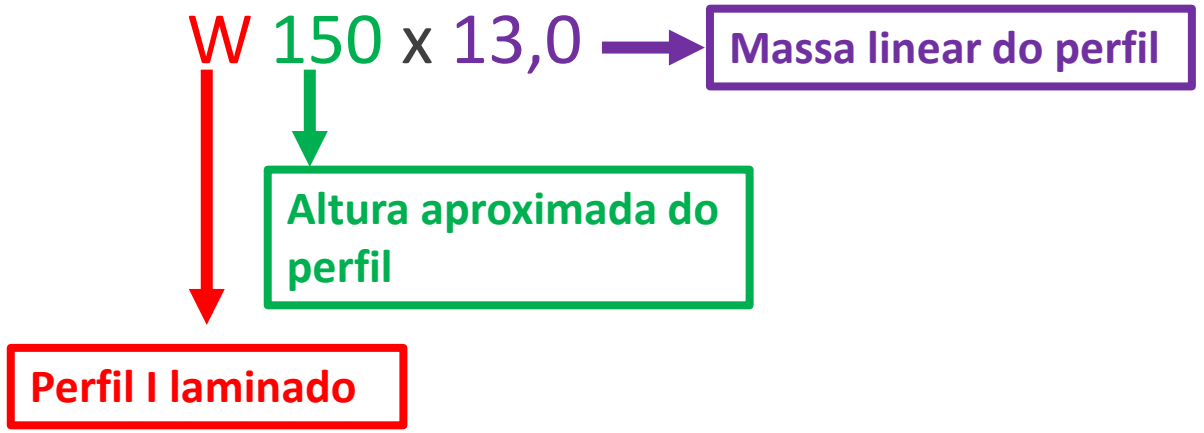 W 150 x 13,0
Massa linear do perfil
Altura aproximada do
perfil
Perfil I laminado